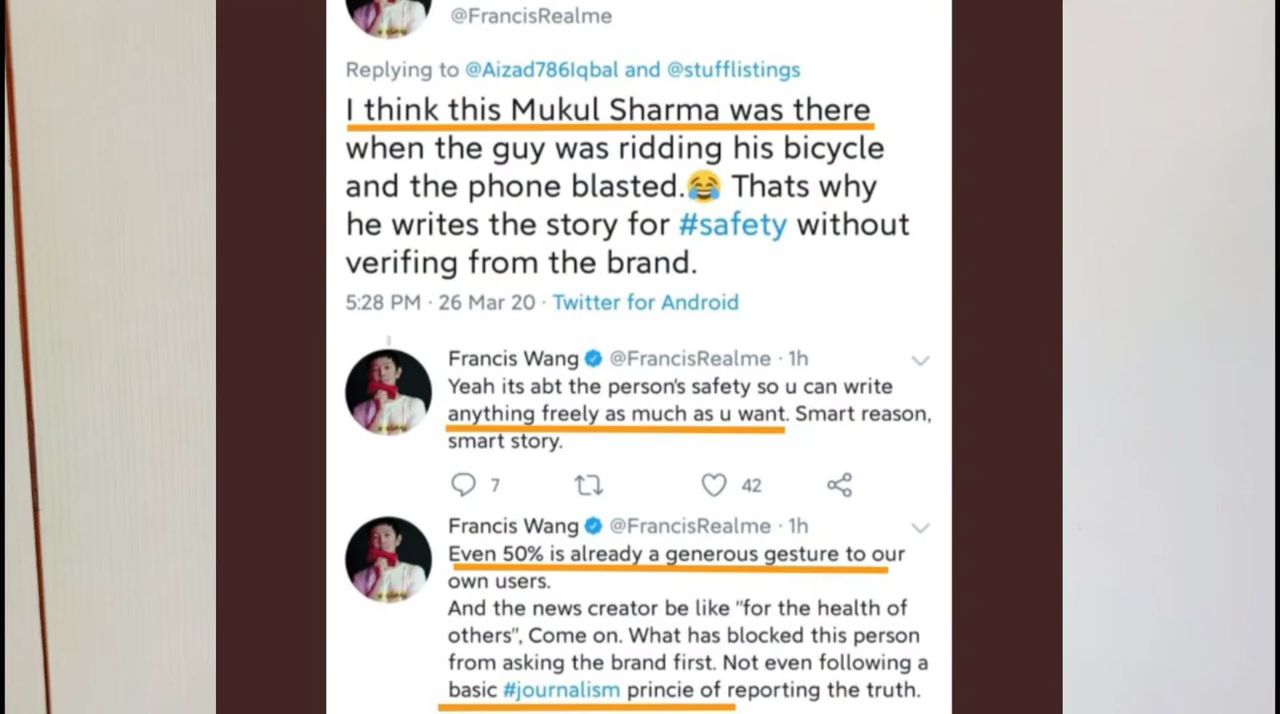 @FrancisRealme
Replying to @Aizad786Iqbal and @stufflistings
I think this Mukul Sharma was there
when the guy was ridding his bicycle
and the phone blasted.😂 Thats why
he writes the story for #safety without
verifing from the brand.
5:28 PM · 26 Mar 20 · Twitter for Android
Francis Wang @FrancisRealme · 1h
Yeah its abt the person's safety so u can write
anything freely as much as u want. Smart reason,
smart story.
7 42
Francis Wang @FrancisRealme · 1h
Even 50% is already a generous gesture to our
own users.
And the news creator be like "for the health of
others", Come on. What has blocked this person
from asking the brand first. Not even following a
basic #journalism princie of reporting the truth.